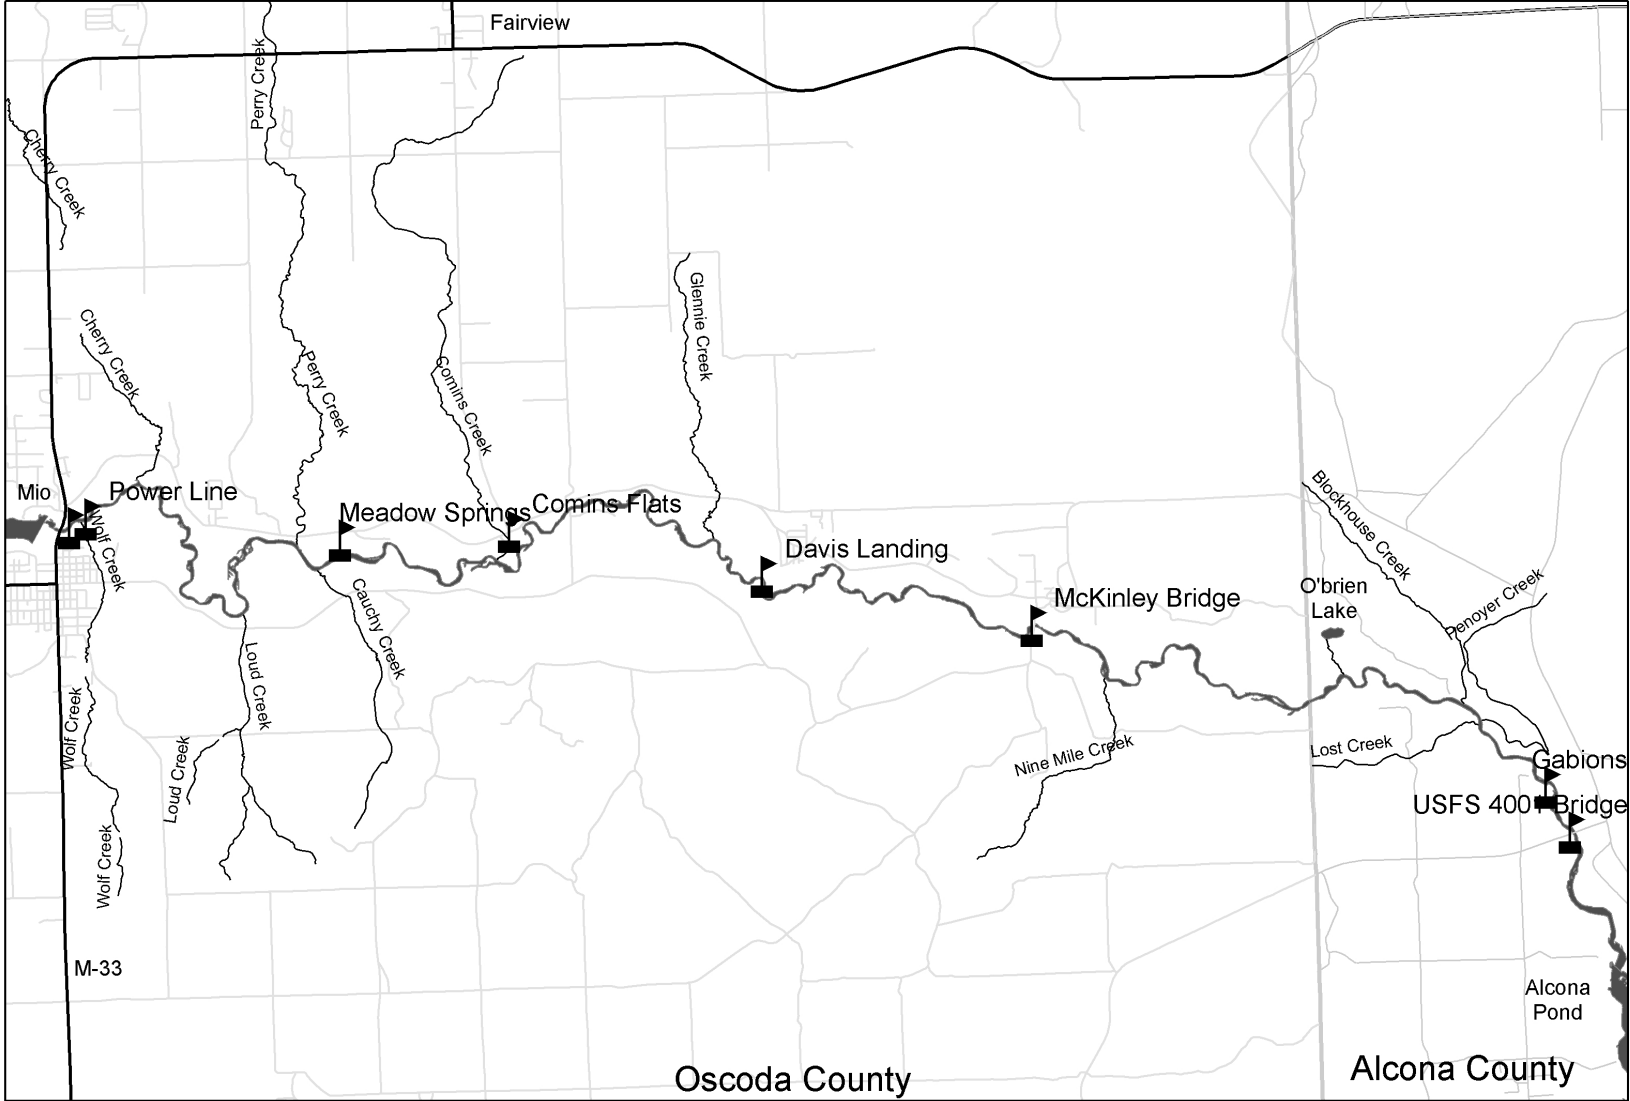 Fairview
Perry Creek
Cherry Creek
Glennie Creek
Cherry Creek
Perry Creek
Comins Creek
Mio
Power Line
Meadow Springs
Comins Flats
Blockhouse Creek
Wolf Creek
Davis Landing
Cauchy Creek
McKinley Bridge
O'brien
Lake
Penoyer Creek
Loud Creek
Wolf Creek
Loud Creek
Nine Mile Creek
Lost Creek
Gabions
USFS 4001 Bridge
Wolf Creek
M-33
Alcona
Pond
Oscoda County
Alcona County